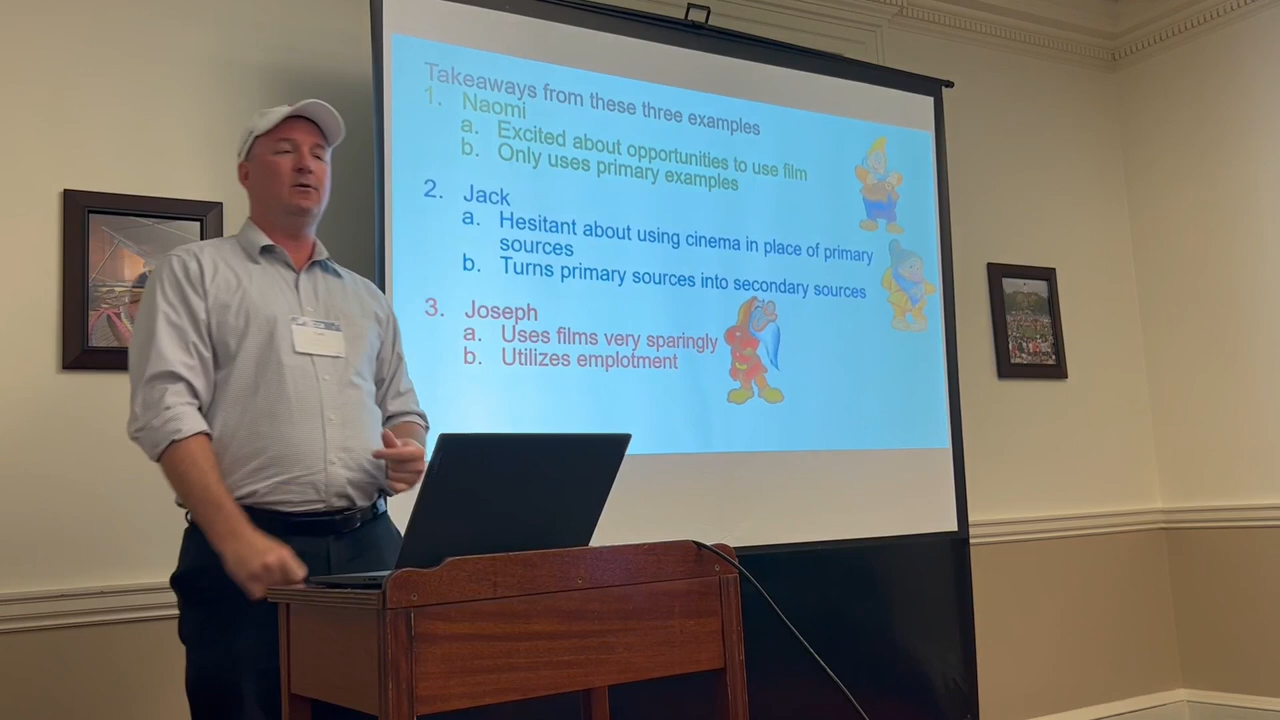 Takeaways from these three examples
1. Naomi
a. Excited about opportunities to use film
b. Only uses primary examples
2. Jack
a. Hesitant about using cinema in place of primary
sources
b. Turns primary sources into secondary sources
3. Joseph
a. Uses films very sparingly
b. Utilizes emplotment